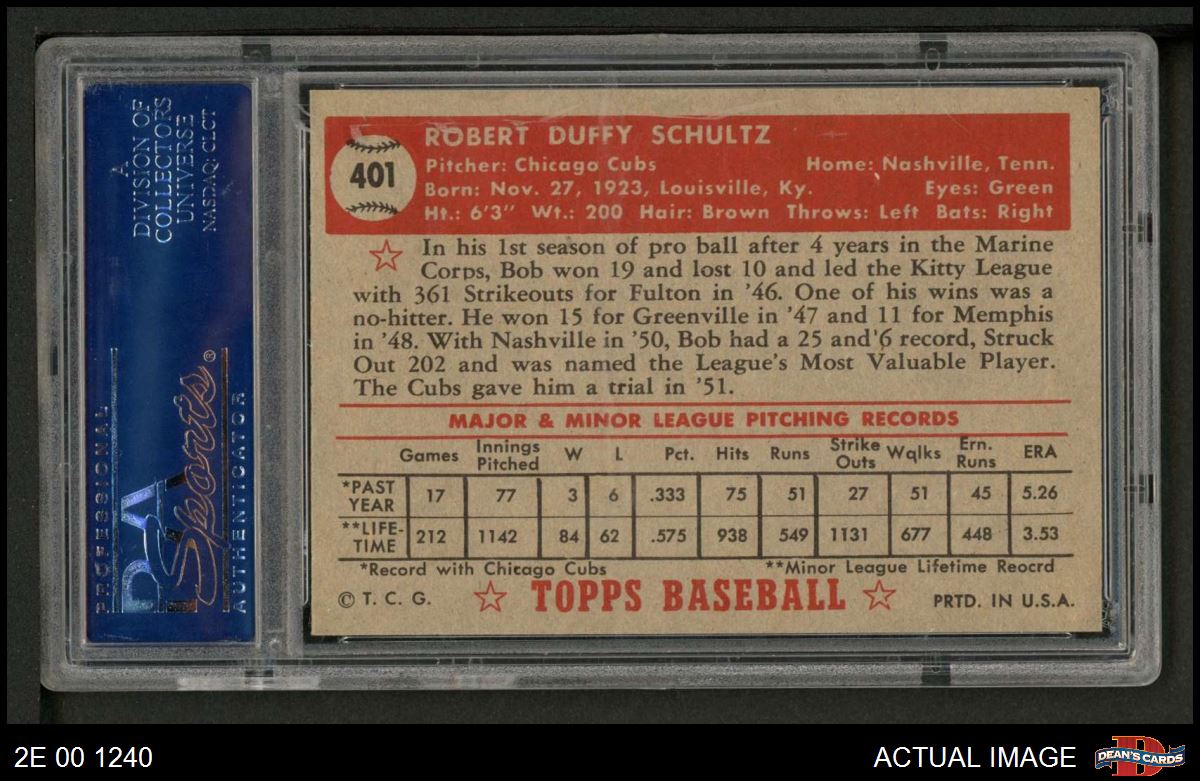 A
DIVISION OF
COLLECTORS
UNIVERSE
NASDAQ: CLCT
PROFESSIONAL
PSA
Sports®
AUTHENTICATOR
401
ROBERT DUFFY SCHULTZ
Pitcher: Chicago Cubs Home: Nashville, Tenn.
Born: Nov. 27, 1923, Louisville, Ky. Eyes: Green
Ht.: 6'3" Wt.: 200 Hair: Brown Throws: Left Bats: Right
In his 1st season of pro ball after 4 years in the Marine
Corps, Bob won 19 and lost 10 and led the Kitty League
with 361 Strikeouts for Fulton in '46. One of his wins was a
no-hitter. He won 15 for Greenville in '47 and 11 for Memphis
in '48. With Nashville in '50, Bob had a 25 and 6 record, Struck
Out 202 and was named the League's Most Valuable Player.
The Cubs gave him a trial in '51.
MAJOR & MINOR LEAGUE PITCHING RECORDS
Games Innings Pitched W L Pct. Hits Runs Strike Outs Walks Ern. Runs ERA
*PAST YEAR 17 77 3 6 .333 75 51 27 51 45 5.26
**LIFE-TIME 212 1142 84 62 .575 938 549 1131 677 448 3.53
*Record with Chicago Cubs **Minor League Lifetime Reocrd
© T. C. G. TOPPS BASEBALL PRTD. IN U.S.A.
2E 00 1240 ACTUAL IMAGE DEAN'S CARDS